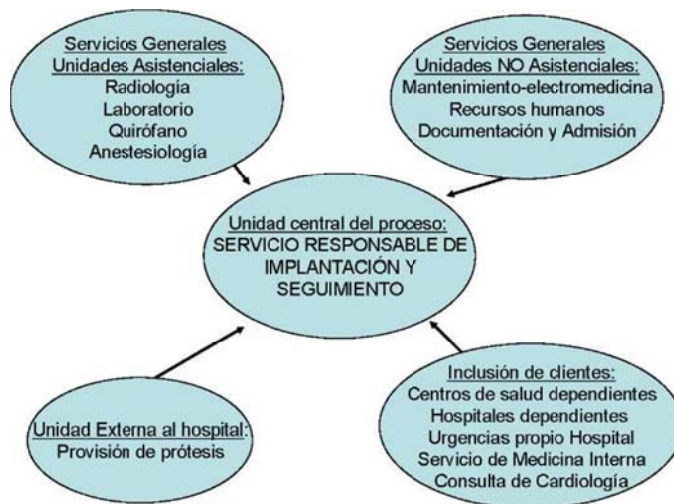 Servicios Generales
Unidades Asistenciales:
Radiología
Laboratorio
Quirófano
Anestesiología
Servicios Generales
Unidades NO Asistenciales:
Mantenimiento-electromedicina
Recursos humanos
Documentación y Admisión
Unidad central del proceso:
SERVICIO RESPONSABLE DE
IMPLANTACIÓN Y
SEGUIMIENTO
Unidad Externa al hospital:
Provisión de prótesis
Inclusión de clientes:
Centros de salud dependientes
Hospitales dependientes
Urgencias propio Hospital
Servicio de Medicina Interna
Consulta de Cardiología